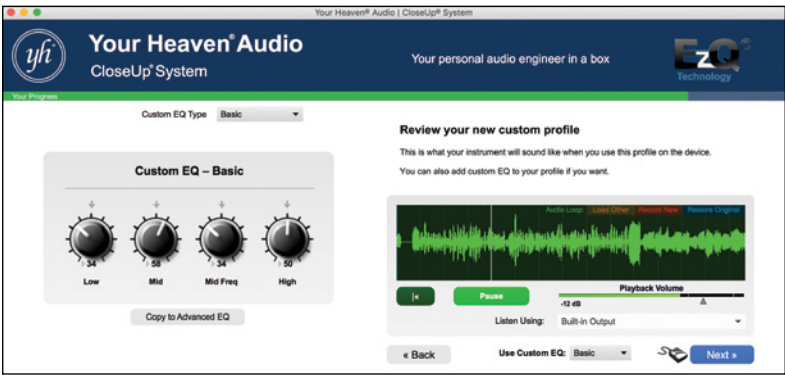 Your Heaven® Audio | CloseUp® System
yh
Your Heaven® Audio
CloseUp® System
Your personal audio engineer in a box
EzQ
Technology
Your Progress
Custom EQ Type Basic
Custom EQ – Basic
34 58 34 50
Low Mid Mid Freq High
Copy to Advanced EQ
Review your new custom profile
This is what your instrument will sound like when you use this profile on the device.
You can also add custom EQ to your profile if you want.
Audio Loop: Load Other Record New Restore Original
|« Pause
Playback Volume
-12 dB
Listen Using: Built-in Output
« Back Use Custom EQ: Basic Next »